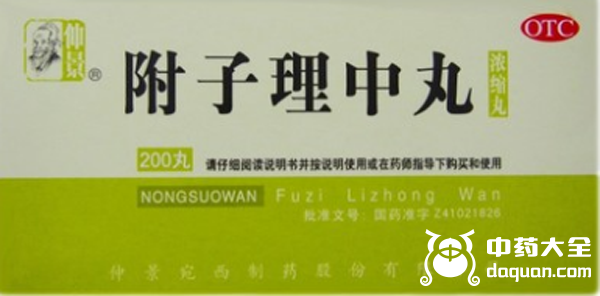 仲景
®
OTC
附子理中丸
浓缩丸
200丸
请仔细阅读说明书并按说明使用或在药师指导下购买和使用
NONGSUOWAN
Fuzi Lizhong Wan
批准文号：国药准字Z41021826
仲景宛西制药股份有
中药大全
daquan.com